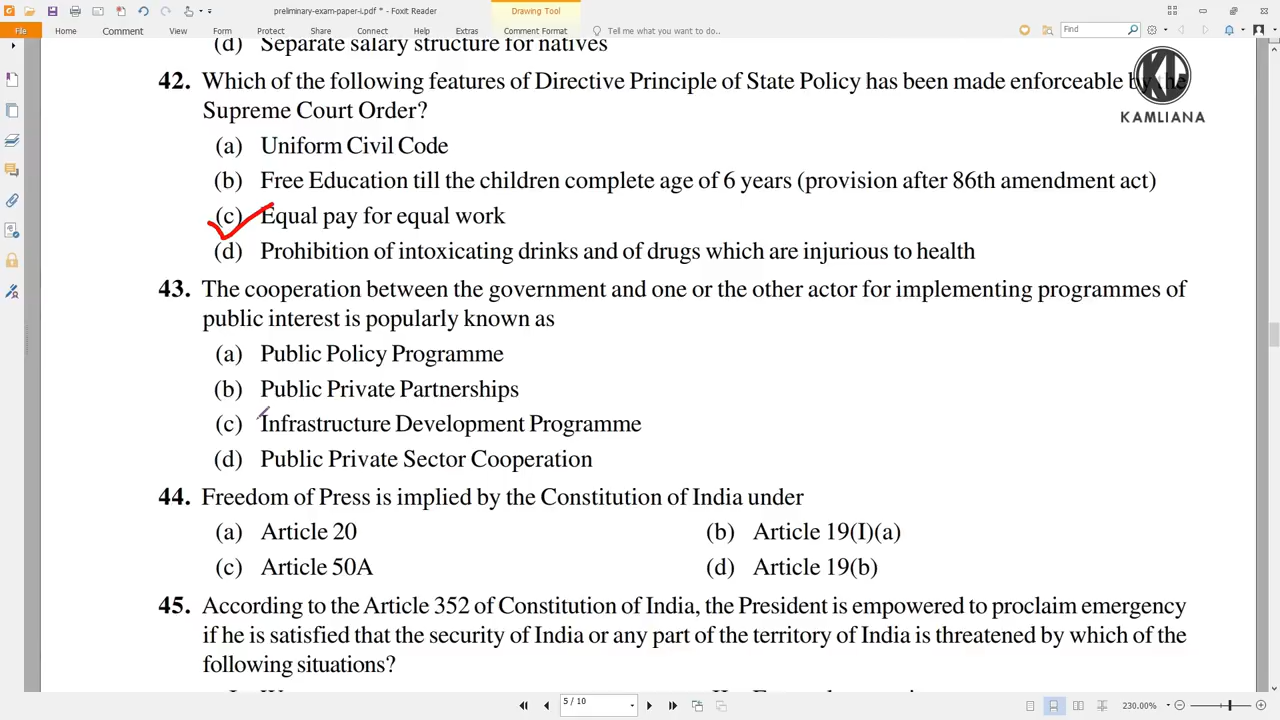 preliminary-exam-paper-i.pdf * - Foxit Reader
Drawing Tool
File Home Comment View Form Protect Share Connect Help Extras Comment Format Tell me what you want to do.. Find
(d) Separate salary structure for natives
42. Which of the following features of Directive Principle of State Policy has been made enforceable by the
Supreme Court Order?
KL
KAMLIANA
(a) Uniform Civil Code
(b) Free Education till the children complete age of 6 years (provision after 86th amendment act)
(c) Equal pay for equal work
(d) Prohibition of intoxicating drinks and of drugs which are injurious to health
43. The cooperation between the government and one or the other actor for implementing programmes of
public interest is popularly known as
(a) Public Policy Programme
(b) Public Private Partnerships
(c) Infrastructure Development Programme
(d) Public Private Sector Cooperation
44. Freedom of Press is implied by the Constitution of India under
(a) Article 20 (b) Article 19(I)(a)
(c) Article 50A (d) Article 19(b)
45. According to the Article 352 of Constitution of India, the President is empowered to proclaim emergency
if he is satisfied that the security of India or any part of the territory of India is threatened by which of the
following situations?
5 / 10 230.00%